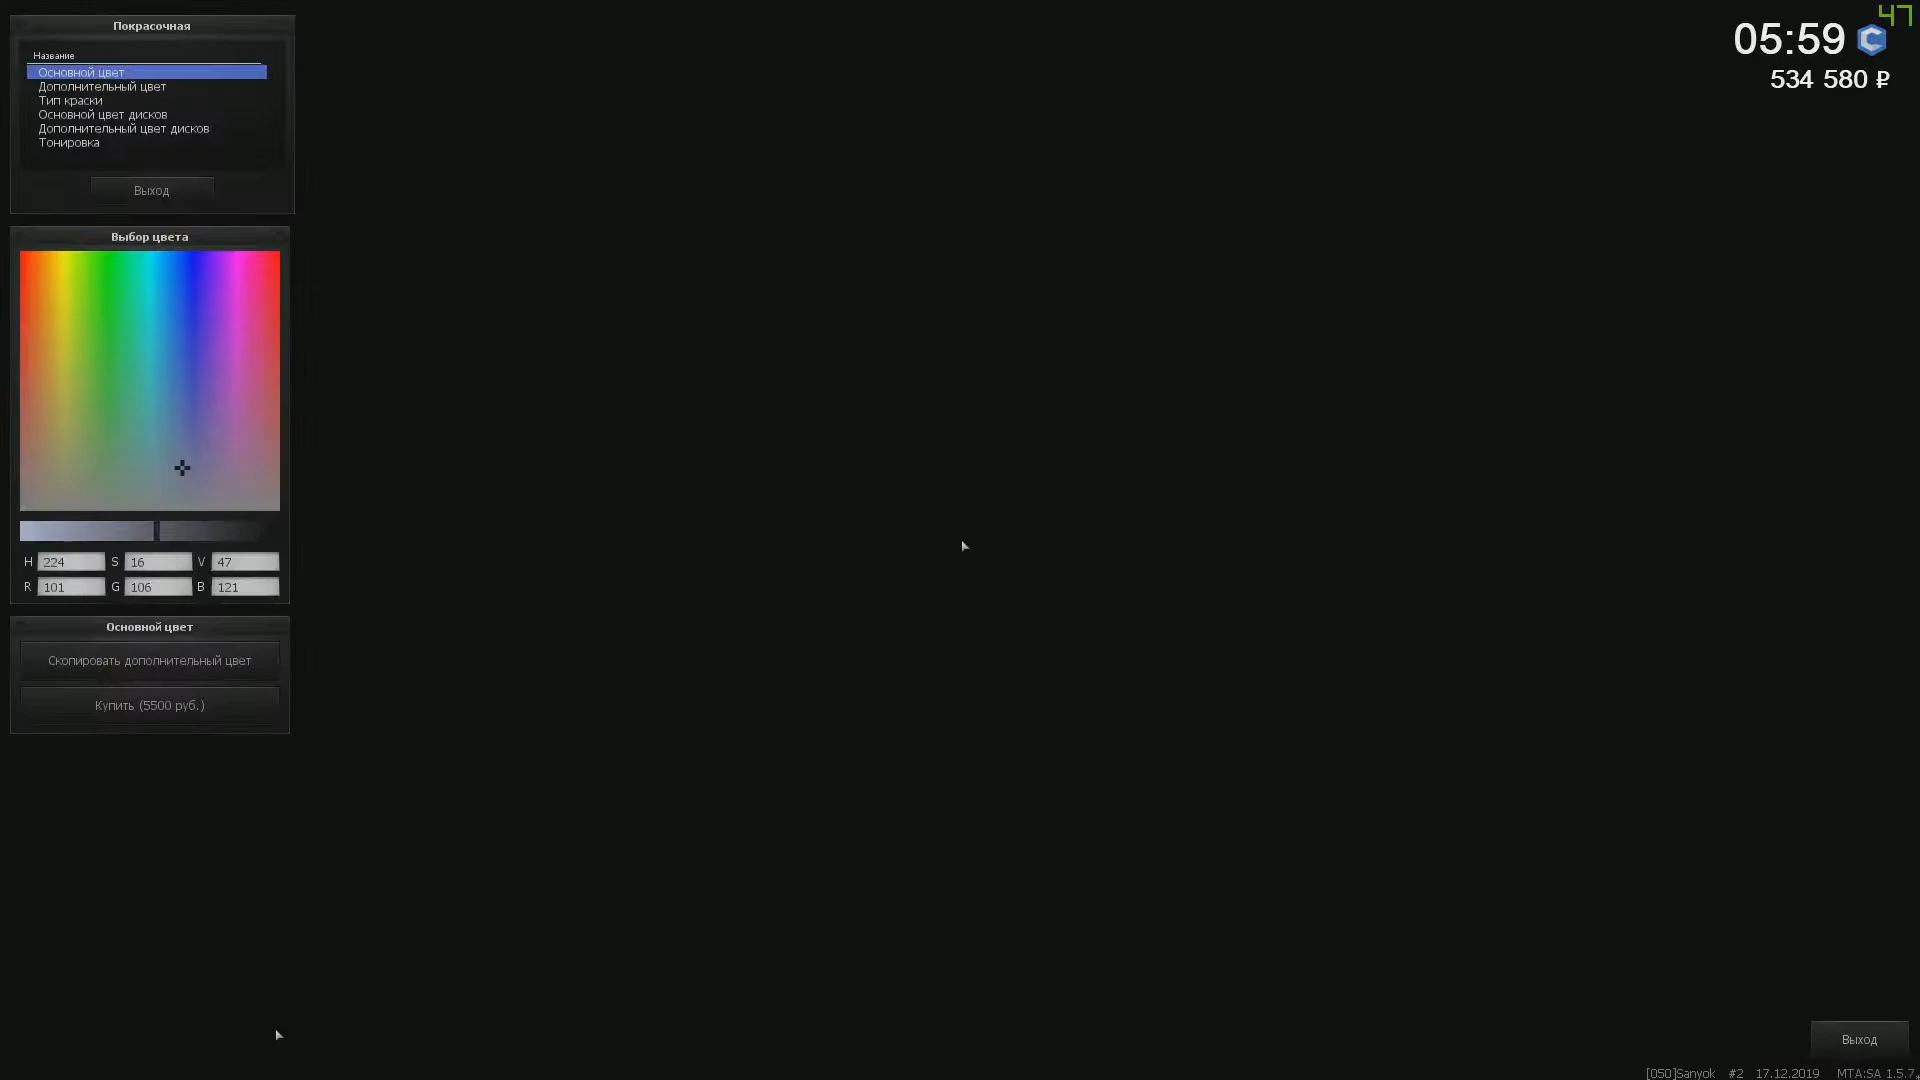 Покрасочная
Название
Основной цвет
Дополнительный цвет
Тип краски
Основной цвет дисков
Дополнительный цвет дисков
Тонировка
Выход
Выбор цвета
H 224 S 16 V 47
R 101 G 106 B 121
Основной цвет
Скопировать дополнительный цвет
Купить (5500 руб.)
47
05:59
534 580 ₽
Выход
[050]Sanyok #2 17.12.2019 MTA:SA 1.5.7